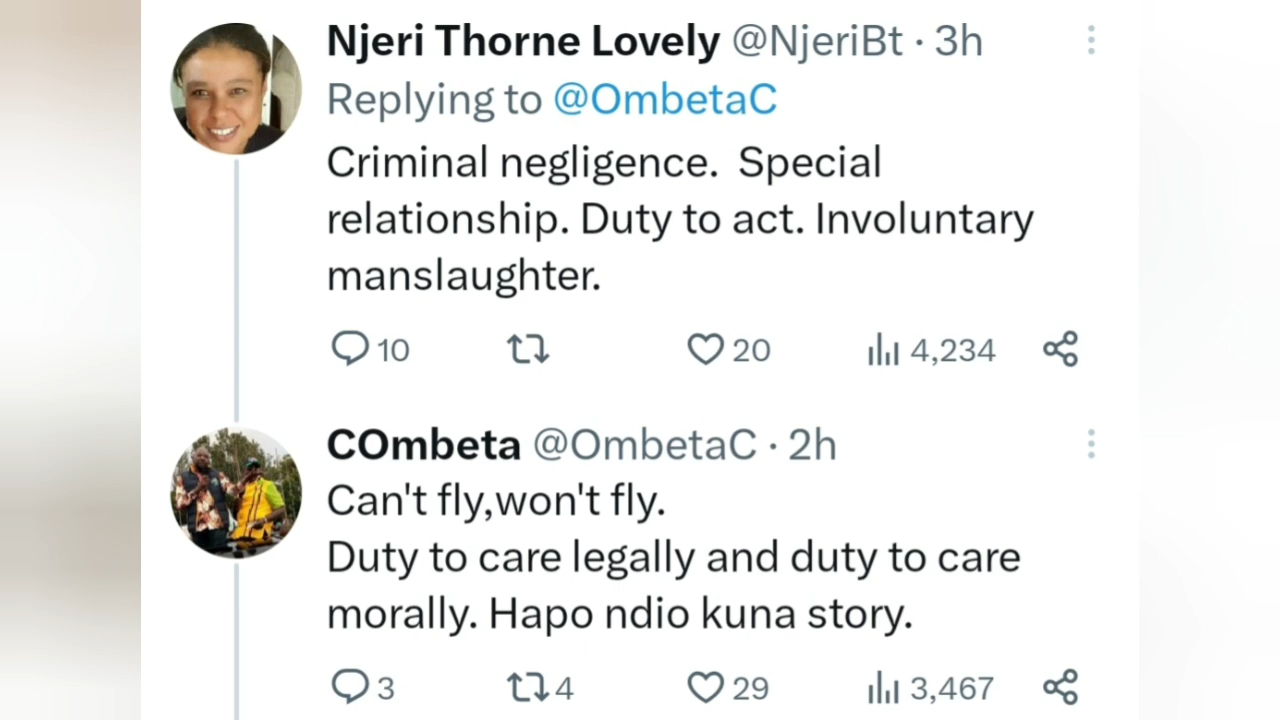 Njeri Thorne Lovely @NjeriBt · 3h
Replying to @OmbetaC
Criminal negligence.  Special
relationship. Duty to act. Involuntary
manslaughter.
10 20 4,234
COmbeta @OmbetaC · 2h
Can't fly,won't fly.
Duty to care legally and duty to care
morally. Hapo ndio kuna story.
3 4 29 3,467